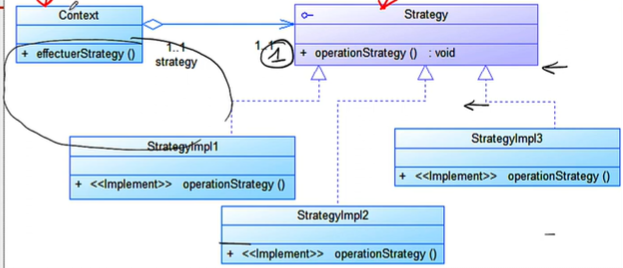 Context
+ effectuerStrategy ()
1..1
strategy
Strategy
1..1
1
+ operationStrategy () : void
StrategyImpl1
+ <<Implement>> operationStrategy ()
StrategyImpl3
+ <<Implement>> operationStrategy ()
StrategyImpl2
+ <<Implement>> operationStrategy ()